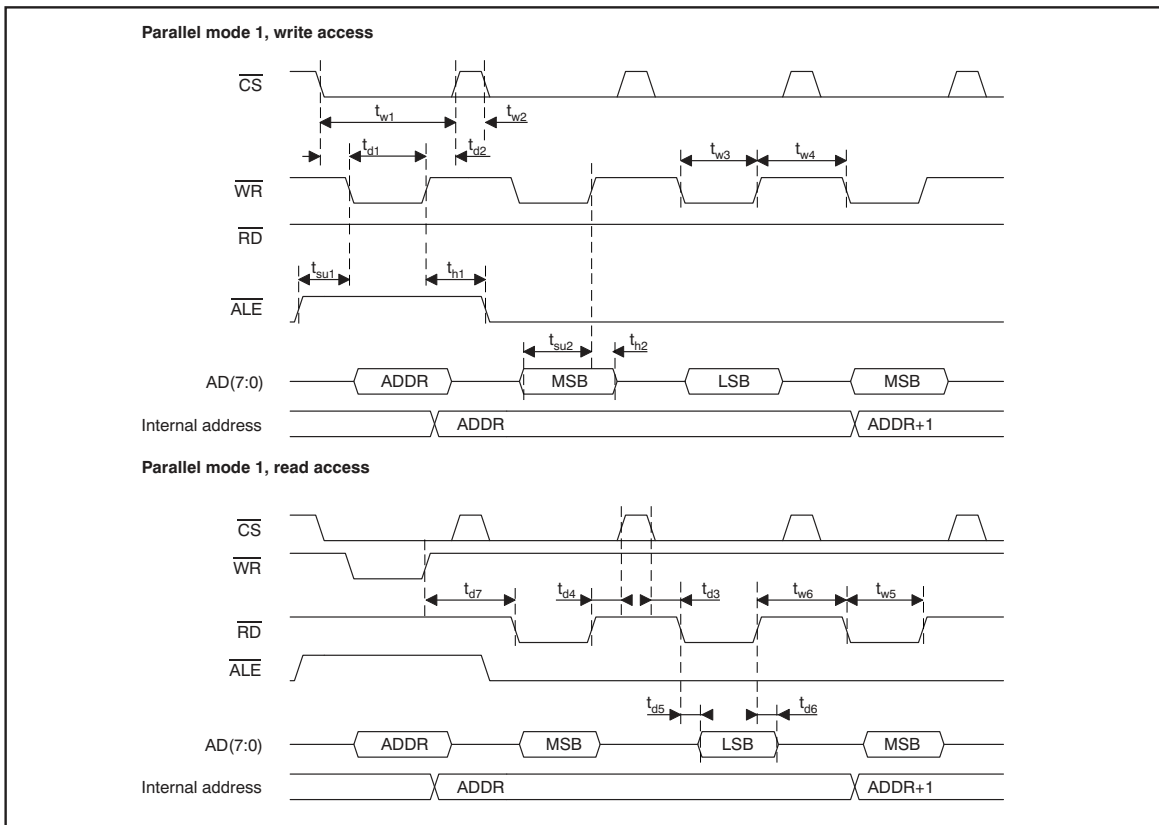 Parallel mode 1, write access
CS
t_w1
t_w2
t_d1
t_d2
t_w3
t_w4
WR
RD
t_su1
t_h1
ALE
t_su2
t_h2
AD(7:0)
ADDR
MSB
LSB
MSB
Internal address
ADDR
ADDR+1
Parallel mode 1, read access
CS
WR
t_d7
t_d4
t_d3
t_w6
t_w5
RD
ALE
t_d5
t_d6
AD(7:0)
ADDR
MSB
LSB
MSB
Internal address
ADDR
ADDR+1